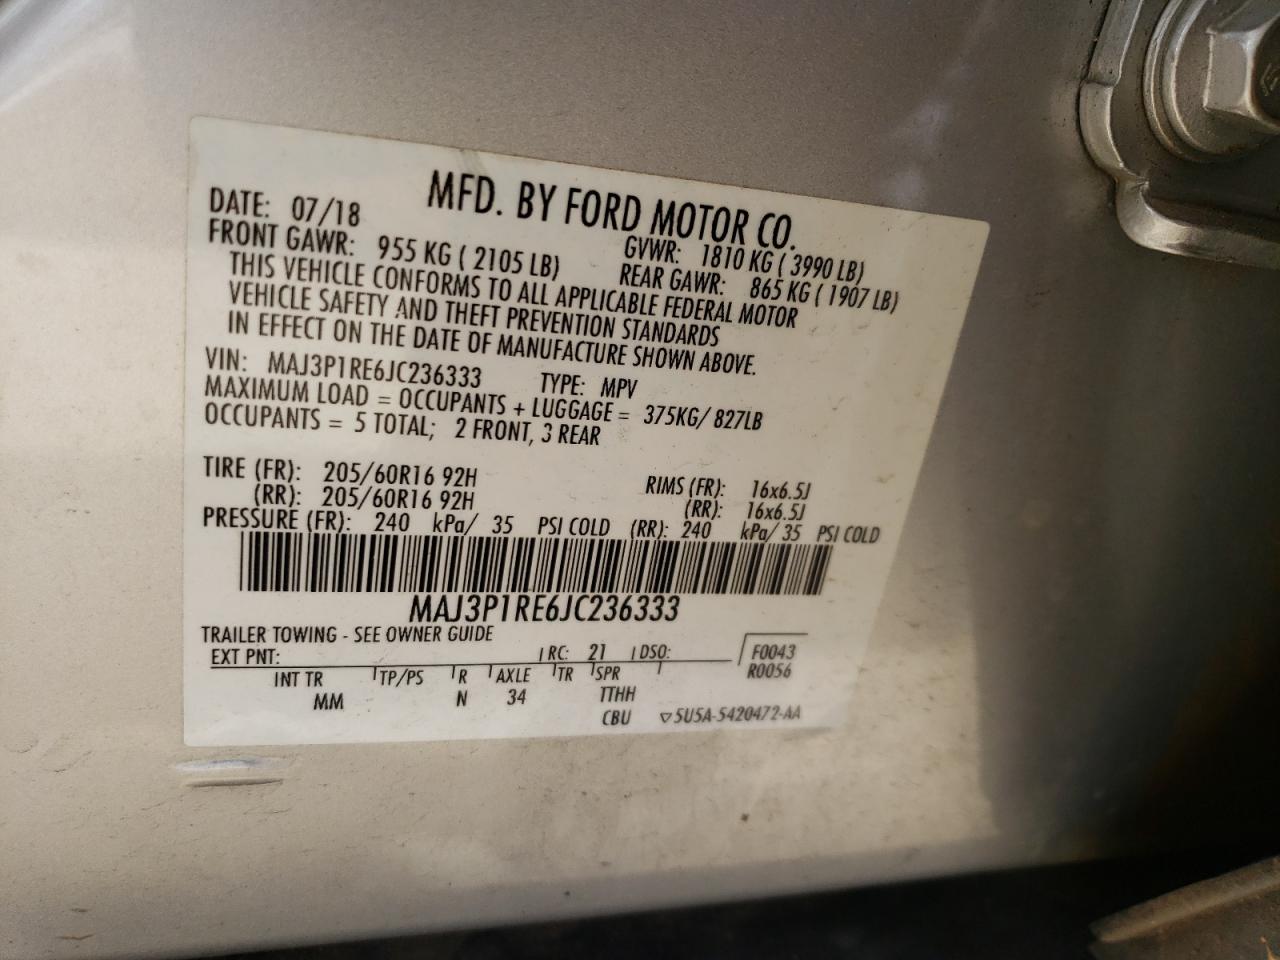 MFD. BY FORD MOTOR CO.
DATE: 07/18 GVWR: 1810 KG ( 3990 LB)
FRONT GAWR: 955 KG ( 2105 LB) REAR GAWR: 865 KG ( 1907 LB)
THIS VEHICLE CONFORMS TO ALL APPLICABLE FEDERAL MOTOR
VEHICLE SAFETY AND THEFT PREVENTION STANDARDS
IN EFFECT ON THE DATE OF MANUFACTURE SHOWN ABOVE.
VIN: MAJ3P1RE6JC236333 TYPE: MPV
MAXIMUM LOAD = OCCUPANTS + LUGGAGE = 375KG/ 827LB
OCCUPANTS = 5 TOTAL; 2 FRONT, 3 REAR
TIRE (FR): 205/60R16 92H RIMS (FR): 16x6.5J
(RR): 205/60R16 92H (RR): 16x6.5J
PRESSURE (FR): 240 kPa/ 35 PSI COLD (RR): 240 kPa/ 35 PSI COLD
MAJ3P1RE6JC236333
TRAILER TOWING - SEE OWNER GUIDE
EXT PNT: RC: 21 DSO: F0043
INT TR TP/PS R AXLE TR SPR R0056
MM N 34 TTHH
CBU ▽5U5A-5420472-AA